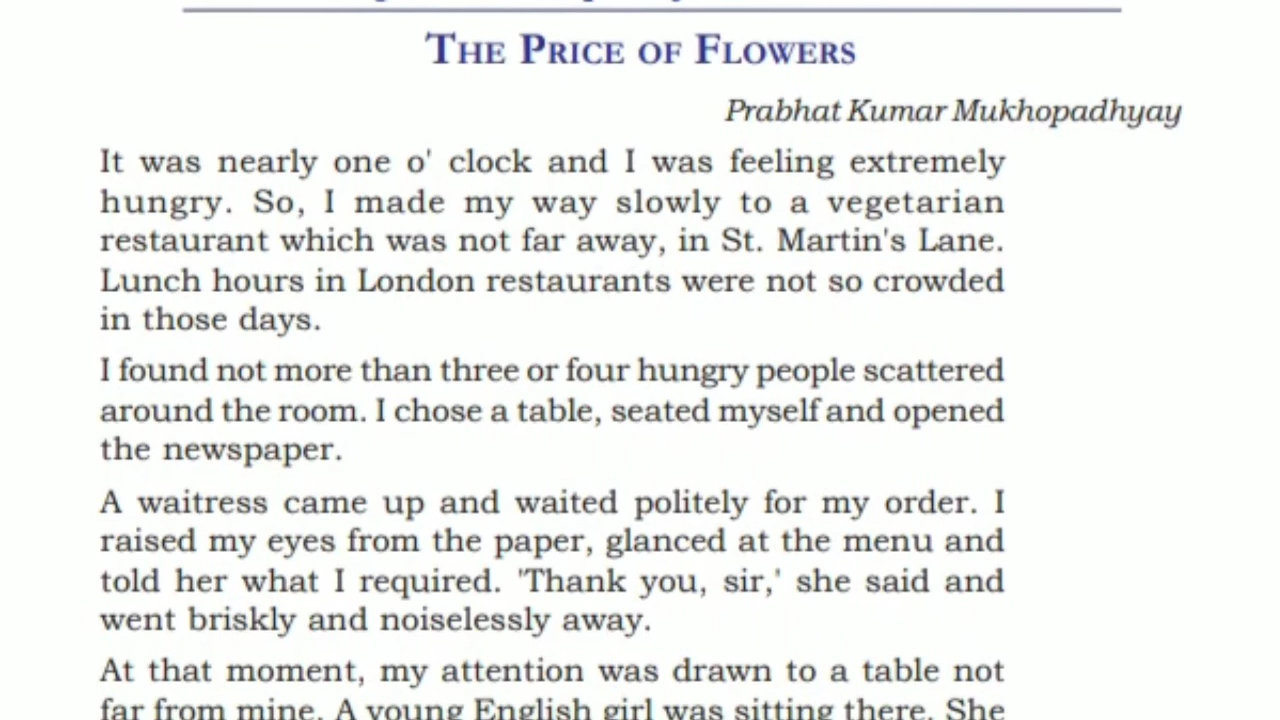 The Price of Flowers
Prabhat Kumar Mukhopadhyay
It was nearly one o' clock and I was feeling extremely
hungry. So, I made my way slowly to a vegetarian
restaurant which was not far away, in St. Martin's Lane.
Lunch hours in London restaurants were not so crowded
in those days.
I found not more than three or four hungry people scattered
around the room. I chose a table, seated myself and opened
the newspaper.
A waitress came up and waited politely for my order. I
raised my eyes from the paper, glanced at the menu and
told her what I required. 'Thank you, sir,' she said and
went briskly and noiselessly away.
At that moment, my attention was drawn to a table not
far from mine. A young English girl was sitting there. She